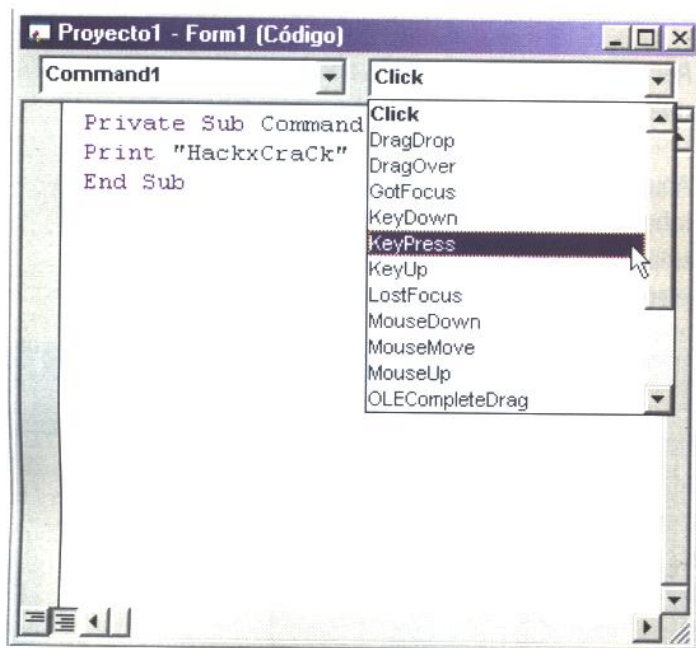 Proyecto1 - Form1 (Código)
Command1
Click
Private Sub Command
Print "HackxCraCk"
End Sub
Click
DragDrop
DragOver
GotFocus
KeyDown
KeyPress
KeyUp
LostFocus
MouseDown
MouseMove
MouseUp
OLECompleteDrag